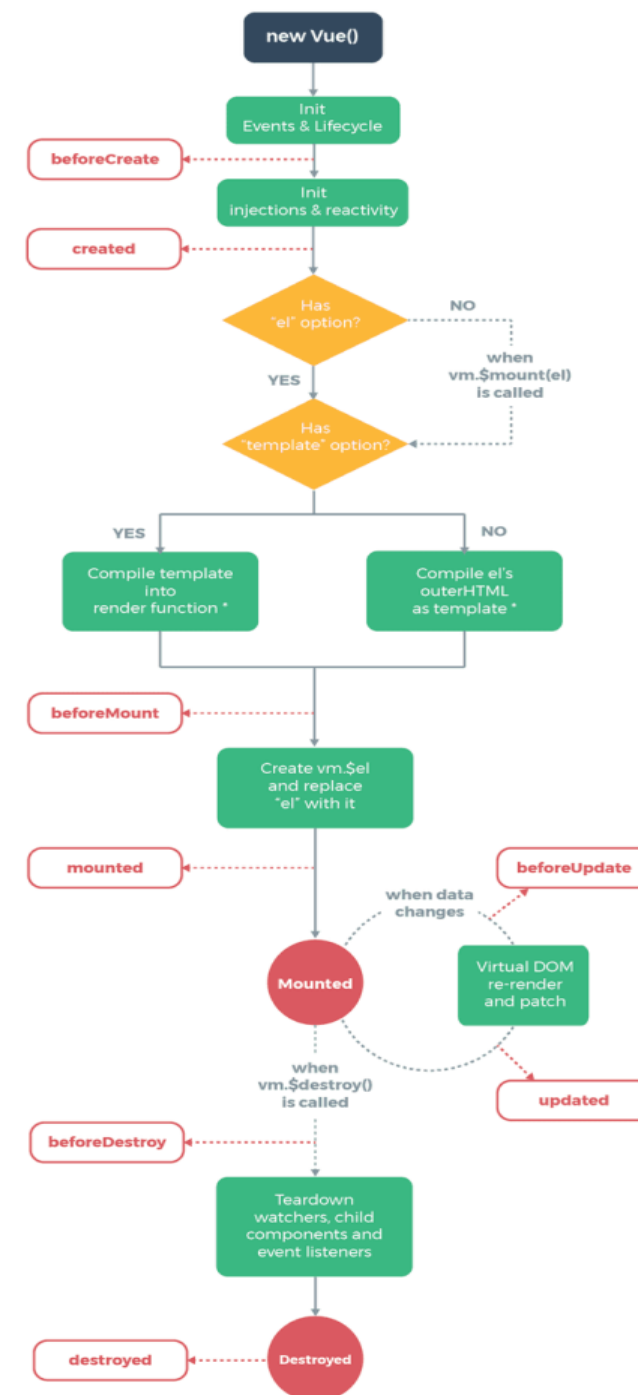 new Vue()
Init
Events & Lifecycle
beforeCreate
Init
injections & reactivity
created
Has
"el" option?
NO
when
vm.$mount(el)
is called
YES
Has
"template" option?
YES
NO
Compile template
into
render function *
Compile el's
outerHTML
as template *
beforeMount
Create vm.$el
and replace
"el" with it
mounted
beforeUpdate
when data
changes
Mounted
Virtual DOM
re-render
and patch
when
vm.$destroy()
is called
updated
beforeDestroy
Teardown
watchers, child
components and
event listeners
destroyed
Destroyed